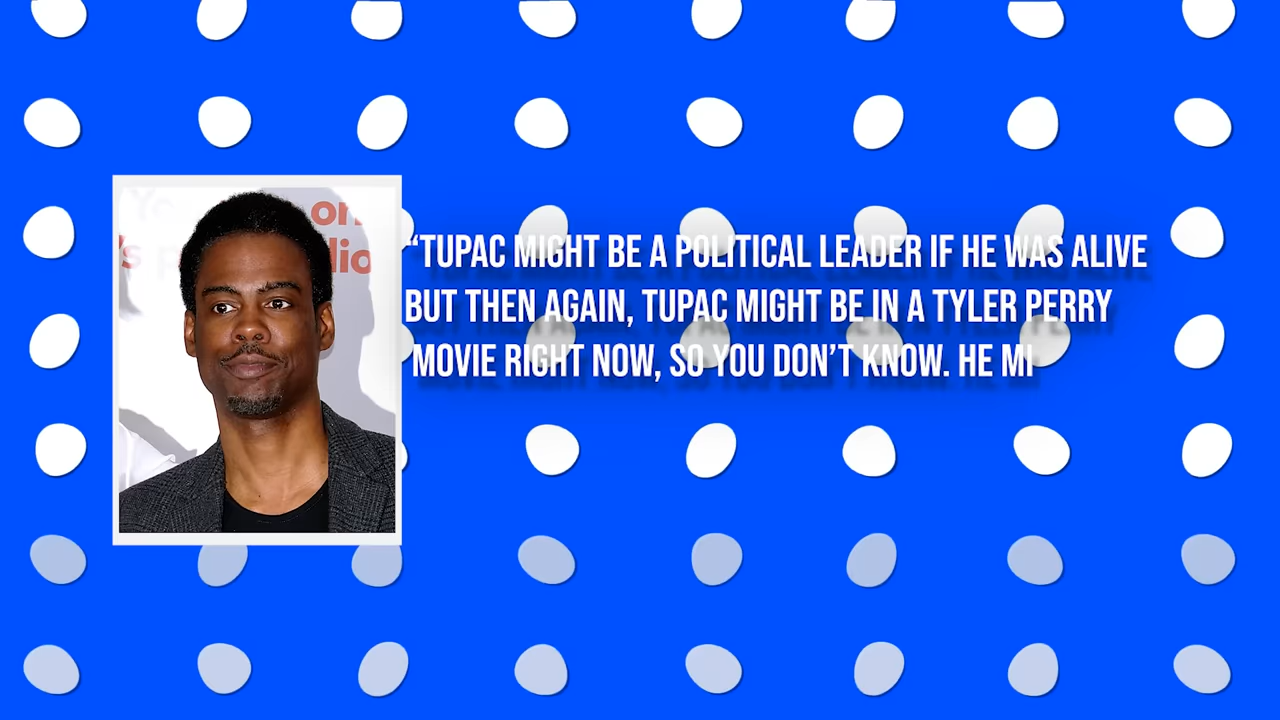 “TUPAC MIGHT BE A POLITICAL LEADER IF HE WAS ALIVE
BUT THEN AGAIN, TUPAC MIGHT BE IN A TYLER PERRY
MOVIE RIGHT NOW, SO YOU DON’T KNOW. HE MI
on
's